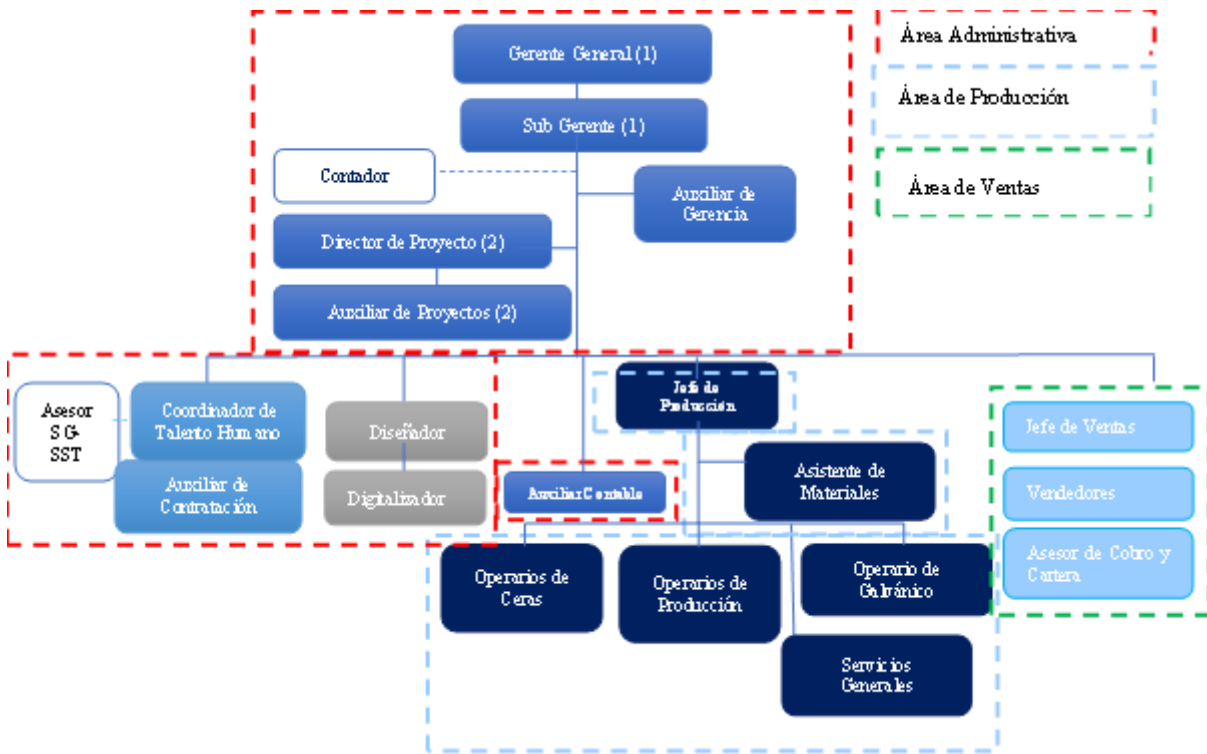 Gerente General (1)
Área Administrativa
Área de Producción
Sub Gerente (1)
Contador
Auxiliar de
Gerencia
Área de Ventas
Director de Proyecto (2)
Auxiliar de Proyectos (2)
Asesor
SG-
SST
Coordinador de
Talento Humano
Auxiliar de
Contratación
Diseñador
Digitalizador
Auxiliar Contable
Jefe de
Producción
Asistente de
Materiales
Operarios de
Ceras
Operarios de
Producción
Operario de
Galvánico
Servicios
Generales
Jefe de Ventas
Vendedores
Asesor de Cobro y
Cartera